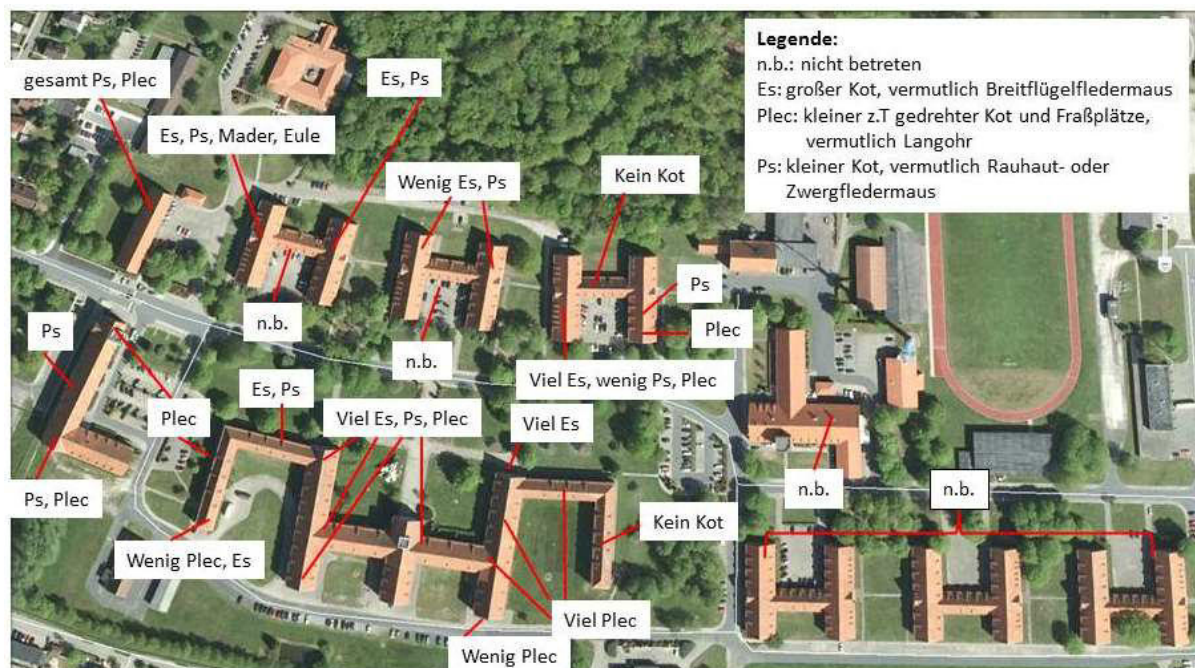 Legende:
n.b.: nicht betreten
Es: großer Kot, vermutlich Breitflügelfledermaus
Plec: kleiner z.T gedrehter Kot und Fraßplätze,
vermutlich Langohr
Ps: kleiner Kot, vermutlich Rauhaut- oder
Zwergfledermaus
gesamt Ps, Plec
Es, Ps
Es, Ps, Mader, Eule
Wenig Es, Ps
Kein Kot
Ps
n.b.
Plec
Ps
n.b.
Viel Es, wenig Ps, Plec
Es, Ps
Plec
Viel Es, Ps, Plec
Viel Es
n.b.
n.b.
Ps, Plec
Kein Kot
Wenig Plec, Es
Viel Plec
Wenig Plec